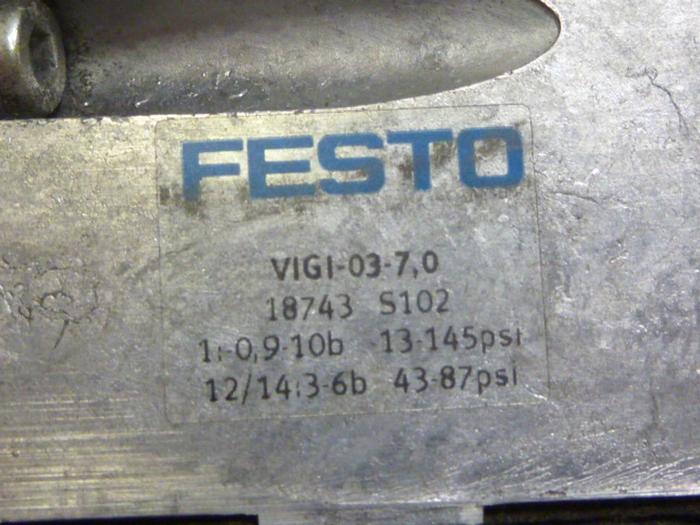 FESTO
VIGI-03-7,0
18743 S102
1:-0,9-10b 13-145psi
12/14:3-6b 43-87psi